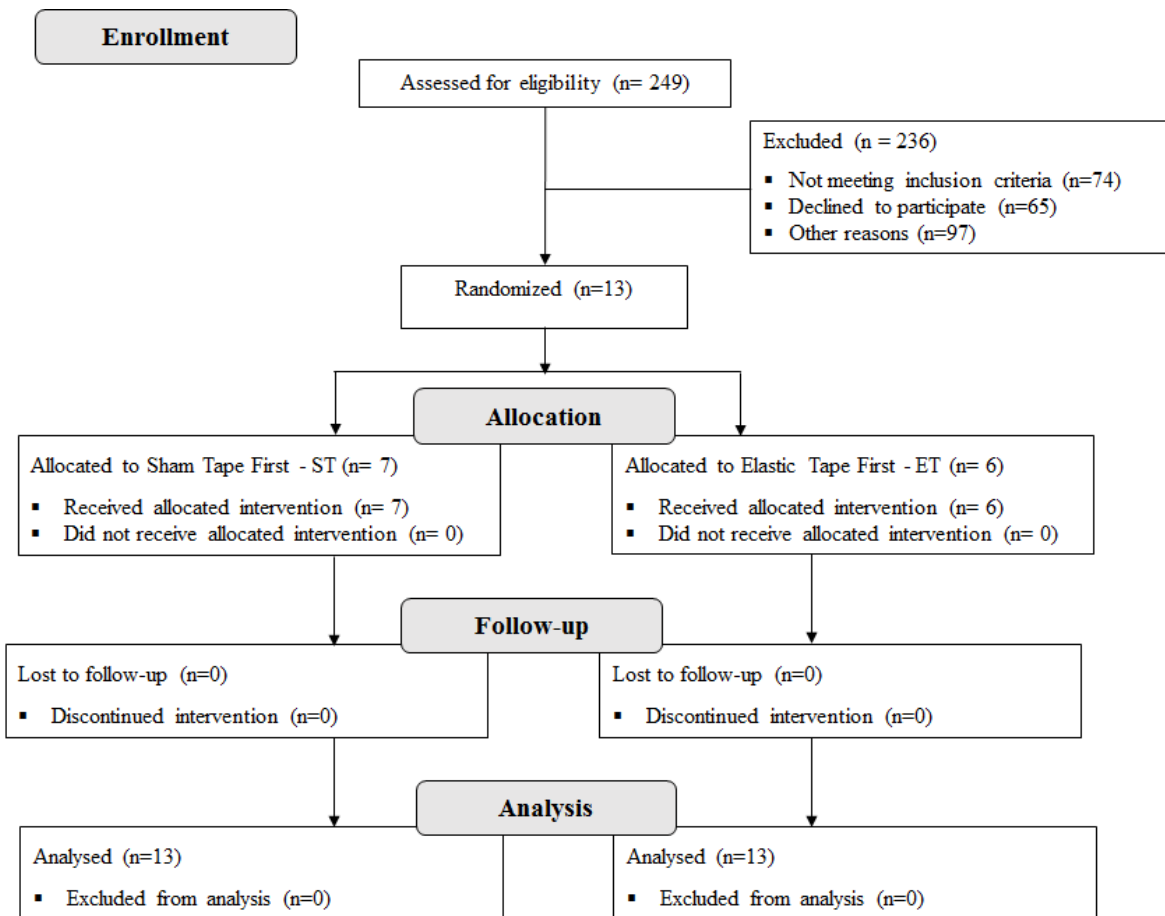 Enrollment
Assessed for eligibility (n= 249)
Excluded (n = 236)
▪ Not meeting inclusion criteria (n=74)
▪ Declined to participate (n=65)
▪ Other reasons (n=97)
Randomized (n=13)
Allocation
Allocated to Sham Tape First - ST (n= 7)
▪ Received allocated intervention (n= 7)
▪ Did not receive allocated intervention (n= 0)
Allocated to Elastic Tape First - ET (n= 6)
▪ Received allocated intervention (n= 6)
▪ Did not receive allocated intervention (n= 0)
Follow-up
Lost to follow-up (n=0)
▪ Discontinued intervention (n=0)
Lost to follow-up (n=0)
▪ Discontinued intervention (n=0)
Analysis
Analysed (n=13)
▪ Excluded from analysis (n=0)
Analysed (n=13)
▪ Excluded from analysis (n=0)